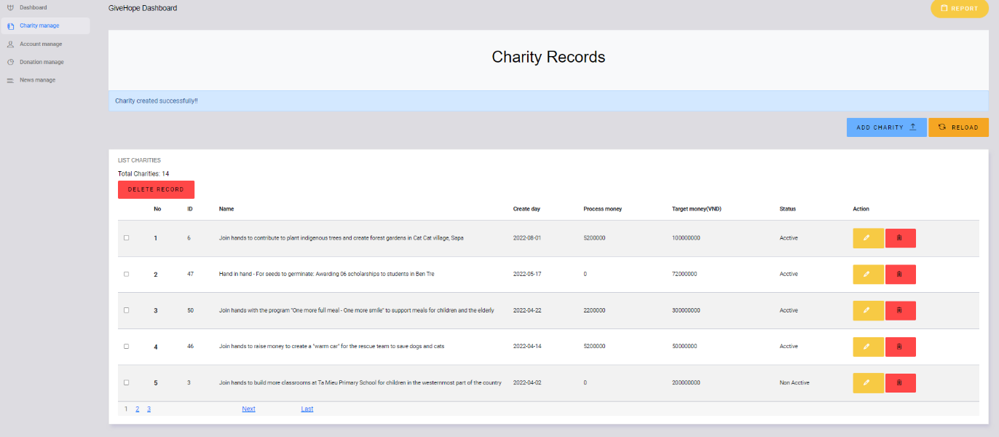 Dashboard
Charity manage
Account manage
Donation manage
News manage
GiveHope Dashboard
REPORT
Charity Records
Charity created successfully!!
ADD CHARITY
RELOAD
LIST CHARITIES
Total Charities: 14
DELETE RECORD
No ID Name Create day Process money Target money(VND) Status Action
1 6 Join hands to contribute to plant indigenous trees and create forest gardens in Cat Cat village, Sapa 2022-08-01 5200000 100000000 Acctive
2 47 Hand in hand - For seeds to germinate: Awarding 06 scholarships to students in Ben Tre 2022-05-17 0 72000000 Acctive
3 50 Join hands with the program "One more full meal - One more smile" to support meals for children and the elderly 2022-04-22 2200000 300000000 Acctive
4 46 Join hands to raise money to create a "warm car" for the rescue team to save dogs and cats 2022-04-14 5200000 50000000 Acctive
5 3 Join hands to build more classrooms at Ta Mieu Primary School for children in the westernmost part of the country 2022-04-02 0 200000000 Non Acctive
1 2 3 Next Last